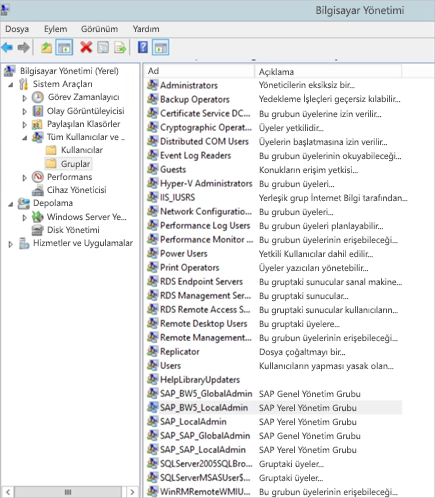 Bilgisayar Yönetimi
Dosya Eylem Görünüm Yardım
Bilgisayar Yönetimi (Yerel)
Sistem Araçları
Görev Zamanlayıcı
Olay Görüntüleyicisi
Paylaşılan Klasörler
Tüm Kullanıcılar ve ..
Kullanıcılar
Gruplar
Performans
Cihaz Yöneticisi
Depolama
Windows Server Ye...
Disk Yönetimi
Hizmetler ve Uygulamalar
Ad Açıklama
Administrators Yöneticilerin eksiksiz bir...
Backup Operators Yedekleme İşleçleri geçersiz kılabilir...
Certificate Service DC... Bu grubun üyelerine izin verilir...
Cryptographic Operat... Üyeler yetkilidir...
Distributed COM Users Üyelerin başlatmasına izin verilir...
Event Log Readers Bu grubun üyelerinin okuyabileceği...
Guests Konukların erişim yetkisi...
Hyper-V Administrators Bu grubun üyeleri...
IIS_IUSRS Yerleşik grup İnternet Bilgi tarafından...
Network Configuratio... Bu grubun üyeleri...
Performance Log Users Bu grubun üyeleri planlayabilir...
Performance Monitor ... Bu grubun üyelerinin erişebileceği...
Power Users Yetkili Kullanıcılar dahil edilir...
Print Operators Üyeler yazıcıları yönetebilir...
RDS Endpoint Servers Bu gruptaki sunucular sanal makine...
RDS Management Ser... Bu gruptaki sunucular...
RDS Remote Access S... Bu gruptaki sunucular kullanıcıların...
Remote Desktop Users Bu gruptaki üyelere...
Remote Management... Bu grubun üyelerinin erişebileceği...
Replicator Dosya çoğaltmayı bir...
Users Kullanıcıların yapması yasak olan...
HelpLibraryUpdaters
SAP_BW5_GlobalAdmin SAP Genel Yönetim Grubu
SAP_BW5_LocalAdmin SAP Yerel Yönetim Grubu
SAP_LocalAdmin SAP Yerel Yönetim Grubu
SAP_SAP_GlobalAdmin SAP Genel Yönetim Grubu
SAP_SAP_LocalAdmin SAP Yerel Yönetim Grubu
SQLServer2005SQLBro... Gruptaki üyeler...
SQLServerMSASUser$... Gruptaki üyeler...
WinRMRemoteWMIU... Bu grubun üyelerinin erişebileceği...